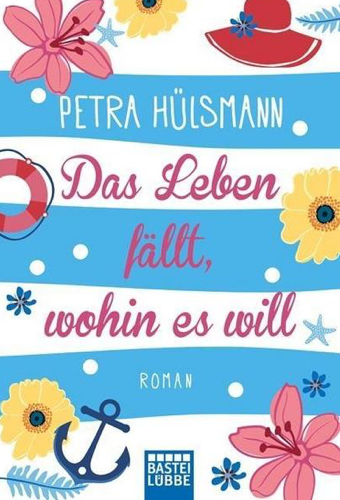 PETRA HÜLSMANN
Das Leben
fällt,
wohin es will
ROMAN
BASTEI
LÜBBE